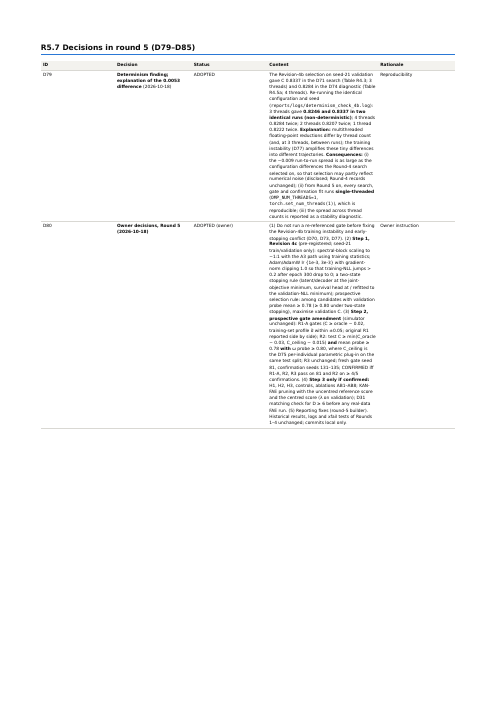 R5.7 Decisions in round 5 (D79–D85)
ID Decision Status Content Rationale
D79 Determinism finding; explanation of the 0.0053 difference (2026-10-18) ADOPTED
The Revision-4b selection on seed-21 validation
gave C 0.8337 in the D71 search (Table R4.3; 3
threads) and 0.8284 in the D74 diagnostic (Table
R4.5a; 4 threads). Re-running the identical
configuration and seed
(reports/logs/determinism_check_4b.log):
3 threads gave 0.8246 and 0.8337 in two
identical runs (non-deterministic); 4 threads
0.8284 twice; 2 threads 0.8207 twice; 1 thread
0.8222 twice. Explanation: multithreaded
floating-point reductions differ by thread count
(and, at 3 threads, between runs); the training
instability (D77) amplifies these tiny differences
into different trajectories. Consequences: (i)
the ~0.009 run-to-run spread is as large as the
configuration differences the Round-4 search
selected on, so that selection may partly reflect
numerical noise (disclosed; Round-4 records
unchanged); (ii) from Round 5 on, every search,
gate and confirmation fit runs single-threaded
(OMP_NUM_THREADS=1,
torch.set_num_threads(1)), which is
reproducible; (iii) the spread across thread
counts is reported as a stability diagnostic.
Reproducibility
D80 Owner decisions, Round 5 (2026-10-18) ADOPTED (owner)
(1) Do not run a re-referenced gate before fixing
the Revision-4b training instability and early-
stopping conflict (D70, D73, D77). (2) Step 1,
Revision 4c (pre-registered; seed-21
train/validation only): spectral-block scaling to
~1:1 with the A3 path using training statistics;
Adam/AdamW lr {1e-3, 3e-3} with gradient-
norm clipping 1.0 so that training-NLL jumps >
0.2 after epoch 300 drop to 0; a two-state
stopping rule (latent/decoder at the joint-
objective minimum, survival head at / refitted to
the validation-NLL minimum); prospective
selection rule: among candidates with validation
probe mean ≥ 0.78 (≥ 0.80 under two-state
stopping), maximise validation C. (3) Step 2,
prospective gate amendment (simulator
unchanged): R1-A gates (C ≥ oracle − 0.02,
training-set profile β within ±0.05, original R1
reported side by side; R2: test C ≥ min(C_oracle
− 0.03, C_ceiling − 0.015) and mean probe ≥
0.78 with ω probe ≥ 0.80, where C_ceiling is
the D75 per-individual parametric plug-in on the
same test split. R3 unchanged; fresh gate seed
81, confirmation seeds 131–135; CONFIRMED iff
R1-A, R2, R3 pass on 81 and R2 on ≥ 4/5
confirmations. (4) Step 3 only if confirmed:
H1, H2, H3, controls, ablations AB1–AB8, KAN-
FAE pruning with the uncentred reference score
and the centred score (λ on validation); D31
matching check for D ≥ 6 before any real-data
FAE run. (5) Reporting fixes (round-5 builder).
Historical results, logs and xfail tests of Rounds
1–4 unchanged; commits local only.
Owner instruction